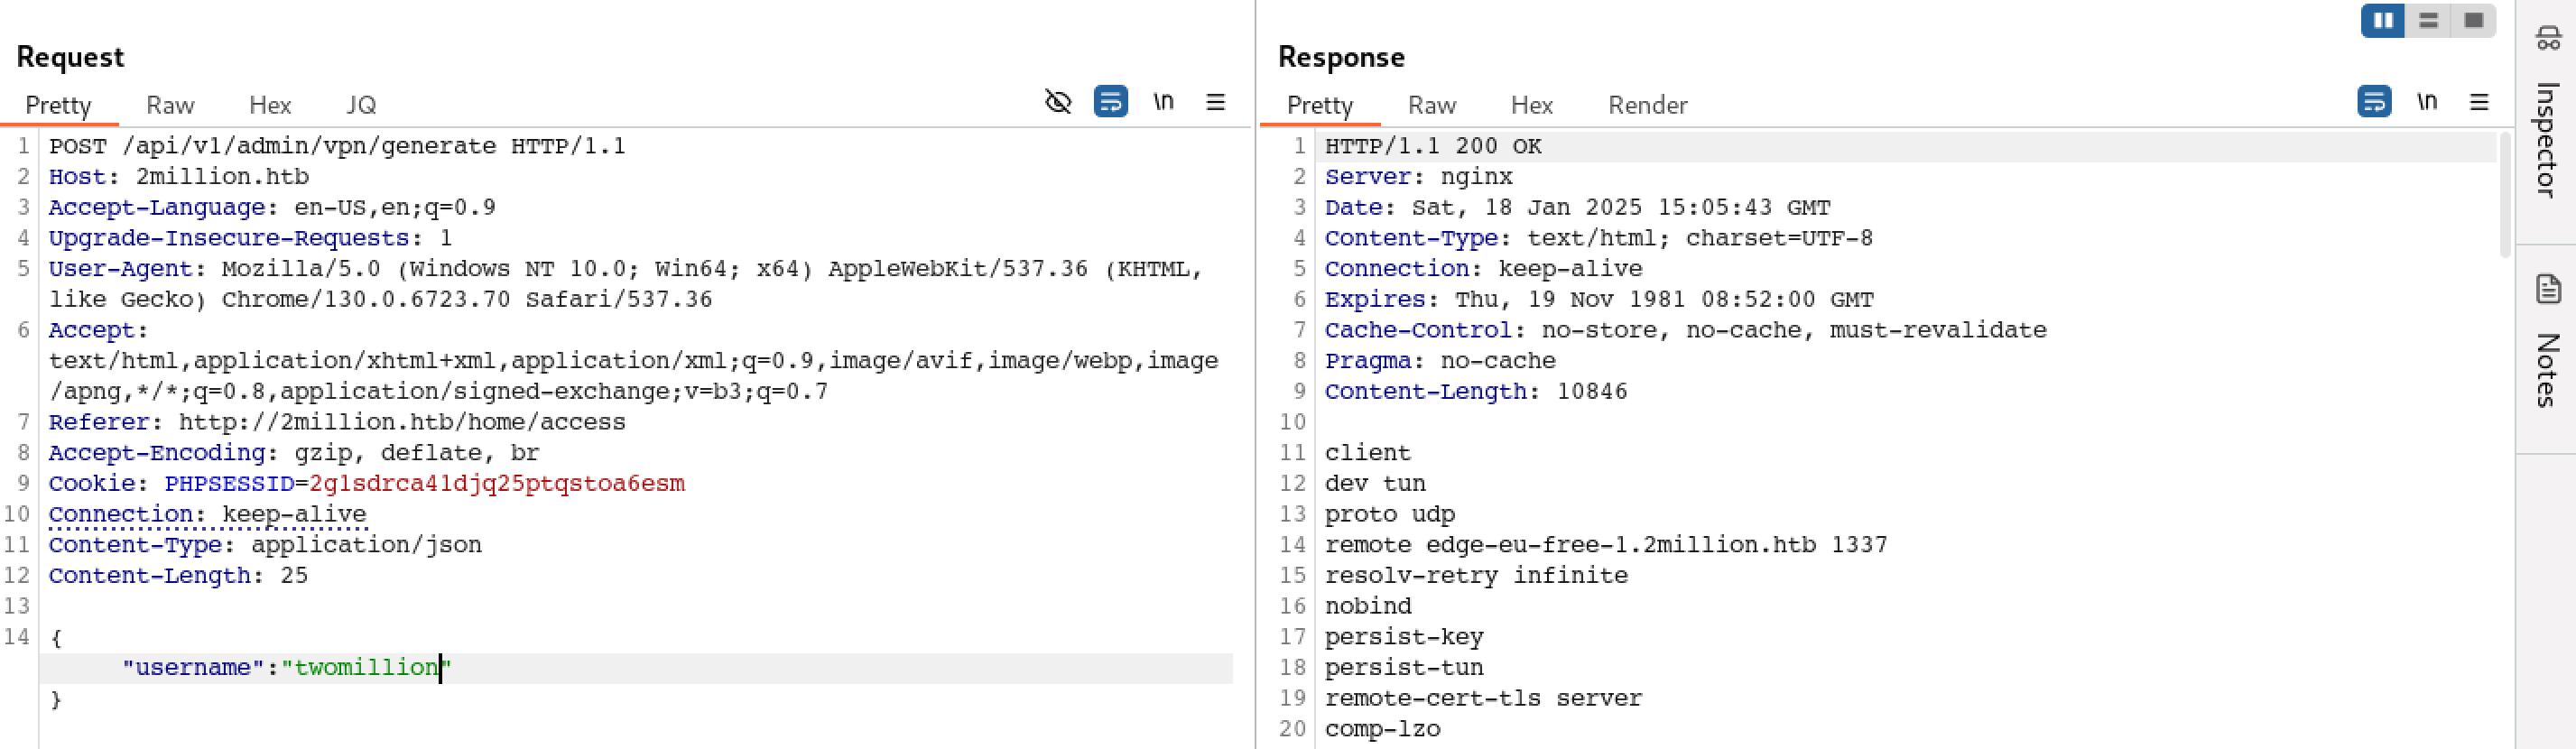 Request
Pretty Raw Hex JQ \n
1 POST /api/v1/admin/vpn/generate HTTP/1.1
2 Host: 2million.htb
3 Accept-Language: en-US,en;q=0.9
4 Upgrade-Insecure-Requests: 1
5 User-Agent: Mozilla/5.0 (Windows NT 10.0; Win64; x64) AppleWebKit/537.36 (KHTML,
like Gecko) Chrome/130.0.6723.70 Safari/537.36
6 Accept:
text/html,application/xhtml+xml,application/xml;q=0.9,image/avif,image/webp,image
/apng,*/*;q=0.8,application/signed-exchange;v=b3;q=0.7
7 Referer: http://2million.htb/home/access
8 Accept-Encoding: gzip, deflate, br
9 Cookie: PHPSESSID=2g1sdrca41djq25ptqstoa6esm
10 Connection: keep-alive
11 Content-Type: application/json
12 Content-Length: 25
13
14 {
"username":"twomillion"
}
Response
Pretty Raw Hex Render \n
1 HTTP/1.1 200 OK
2 Server: nginx
3 Date: Sat, 18 Jan 2025 15:05:43 GMT
4 Content-Type: text/html; charset=UTF-8
5 Connection: keep-alive
6 Expires: Thu, 19 Nov 1981 08:52:00 GMT
7 Cache-Control: no-store, no-cache, must-revalidate
8 Pragma: no-cache
9 Content-Length: 10846
10
11 client
12 dev tun
13 proto udp
14 remote edge-eu-free-1.2million.htb 1337
15 resolv-retry infinite
16 nobind
17 persist-key
18 persist-tun
19 remote-cert-tls server
20 comp-lzo
Inspector
Notes